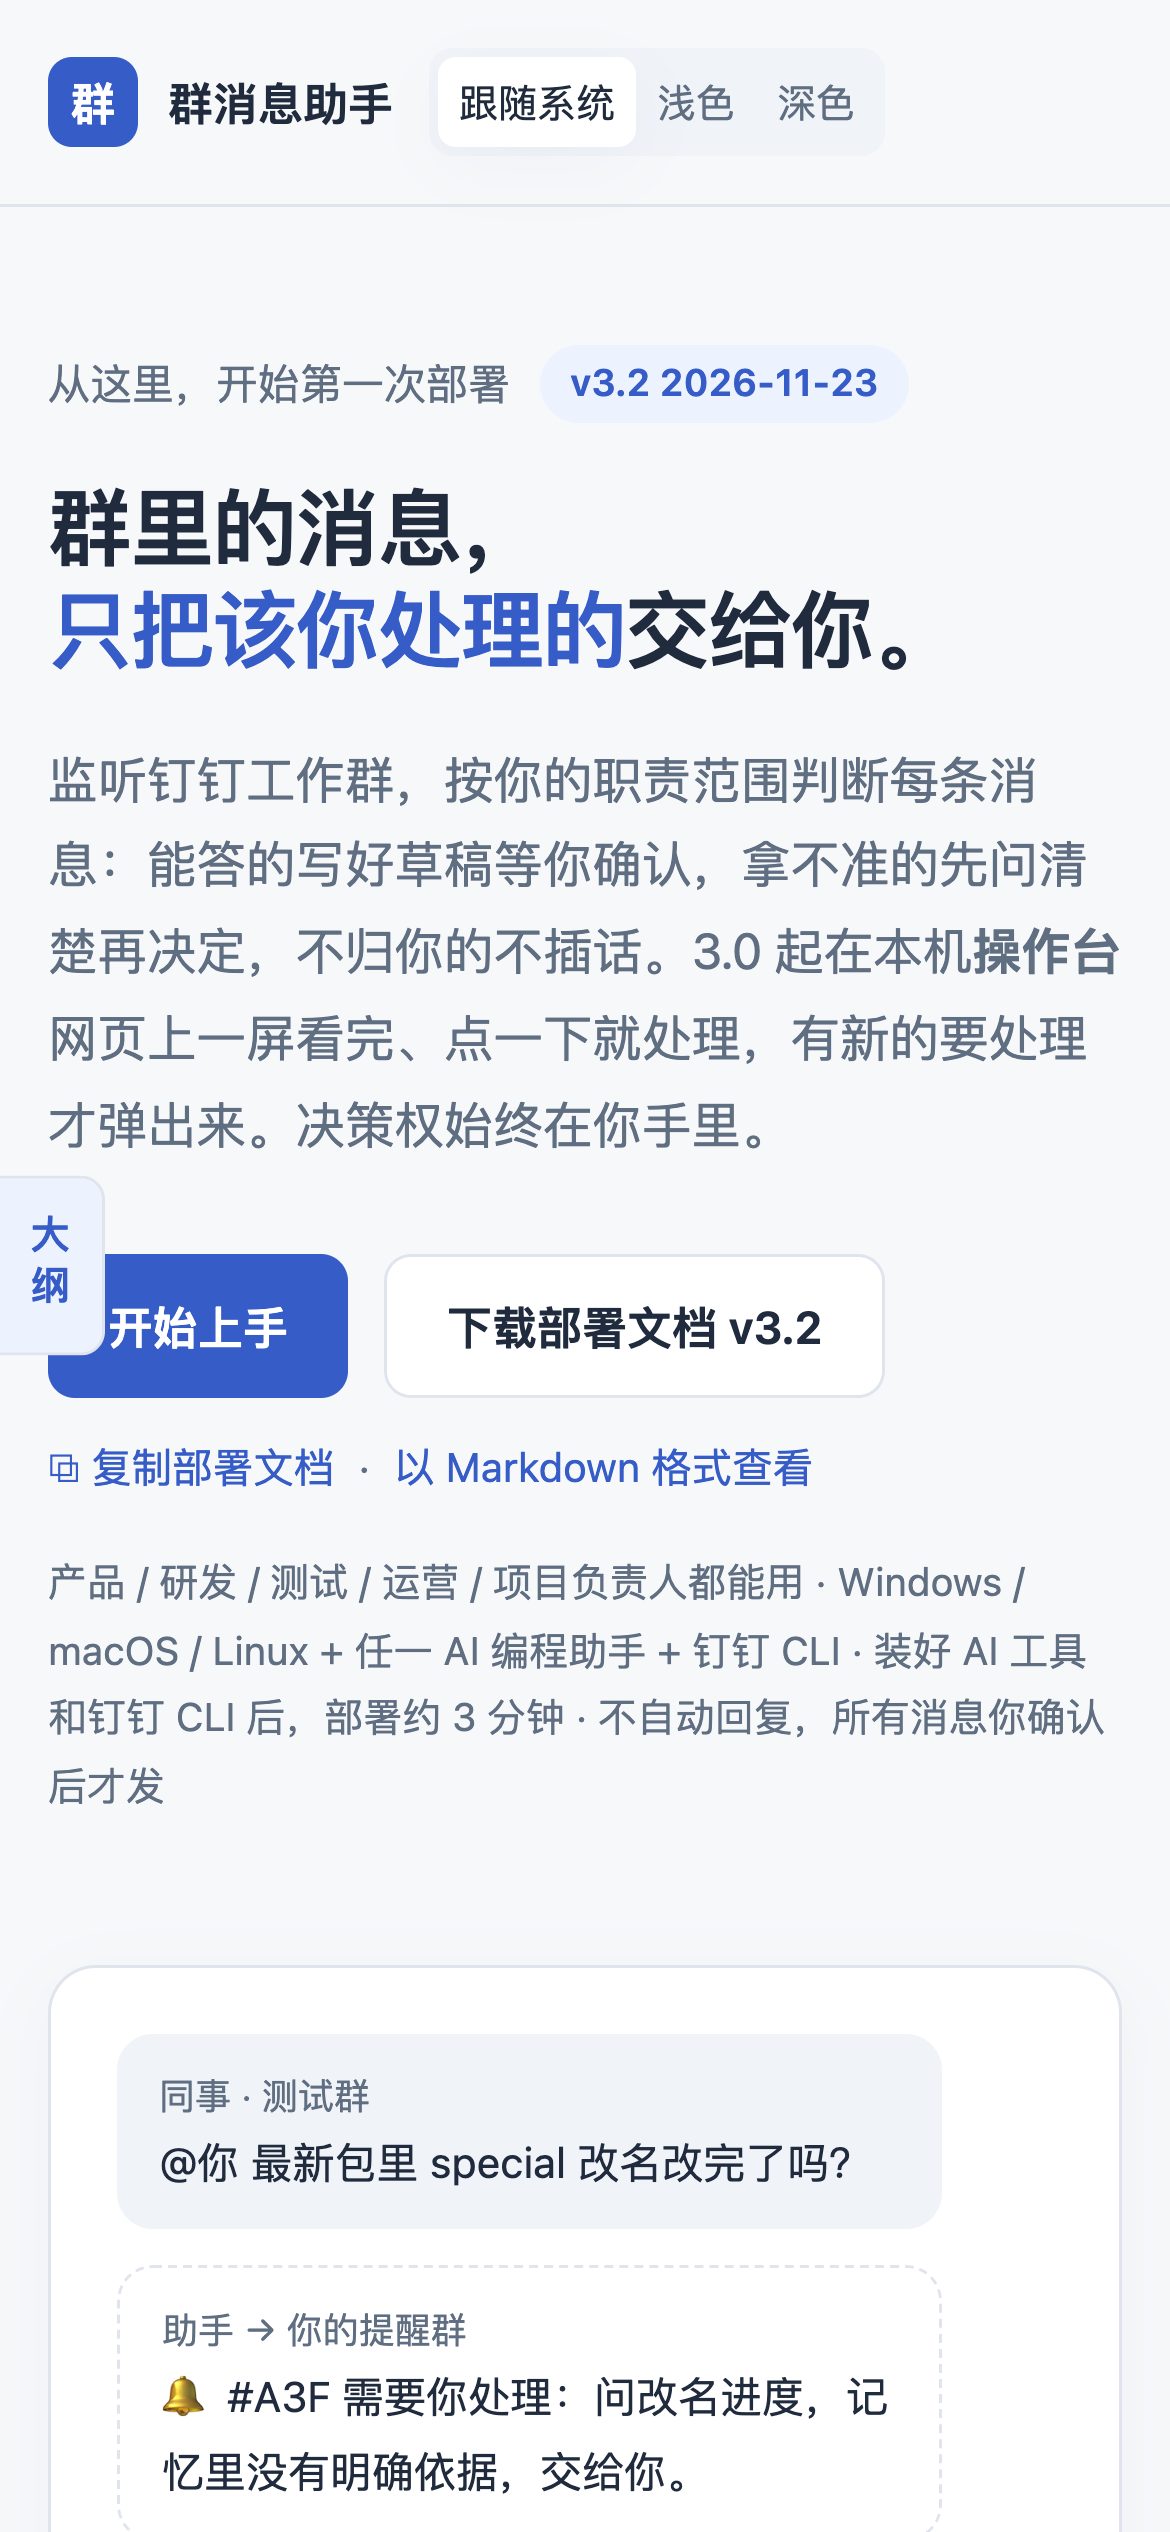 群 群消息助手 跟随系统 浅色 深色
从这里，开始第一次部署 v3.2 2026-11-23
群里的消息，
只把该你处理的交给你。
监听钉钉工作群，按你的职责范围判断每条消
息：能答的写好草稿等你确认，拿不准的先问清
楚再决定，不归你的不插话。3.0 起在本机操作台
网页上一屏看完、点一下就处理，有新的要处理
才弹出来。决策权始终在你手里。
大
纲
开始上手 下载部署文档 v3.2
⧉ 复制部署文档 · 以 Markdown 格式查看
产品 / 研发 / 测试 / 运营 / 项目负责人都能用 · Windows /
macOS / Linux + 任一 AI 编程助手 + 钉钉 CLI · 装好 AI 工具
和钉钉 CLI 后，部署约 3 分钟 · 不自动回复，所有消息你确认
后才发
同事 · 测试群
@你 最新包里 special 改名改完了吗?
助手 → 你的提醒群
🔔 #A3F 需要你处理：问改名进度，记
忆里没有明确依据，交给你。